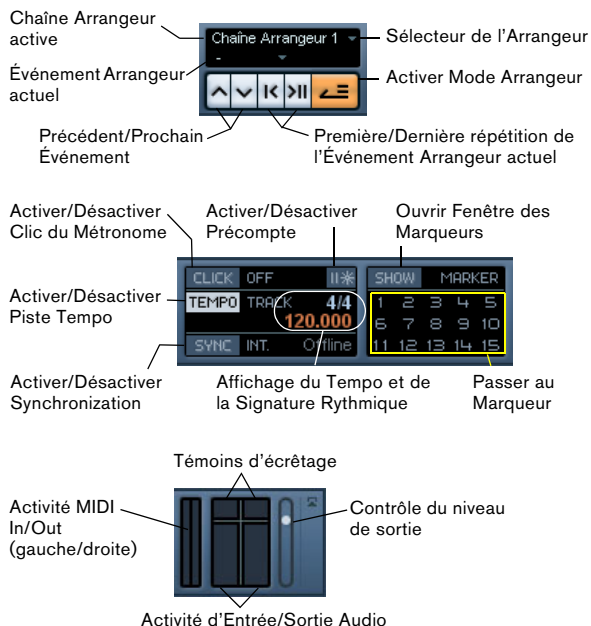 Chaîne Arrangeur
active
Chaîne Arrangeur 1
Sélecteur de l'Arrangeur
-
Événement Arrangeur
actuel
Activer Mode Arrangeur
Précédent/Prochain
Événement
Première/Dernière répétition de
l'Événement Arrangeur actuel
Activer/Désactiver
Clic du Métronome
Activer/Désactiver
Précompte
Ouvrir Fenêtre des
Marqueurs
CLICK OFF
SHOW MARKER
Activer/Désactiver
Piste Tempo
TEMPO TRACK 4/4
120.000
1 2 3 4 5
6 7 8 9 10
SYNC INT. Offline
11 12 13 14 15
Activer/Désactiver
Synchronization
Affichage du Tempo et de
la Signature Rythmique
Passer au
Marqueur
Témoins d'écrêtage
Activité MIDI
In/Out
(gauche/droite)
Contrôle du niveau
de sortie
Activité d'Entrée/Sortie Audio